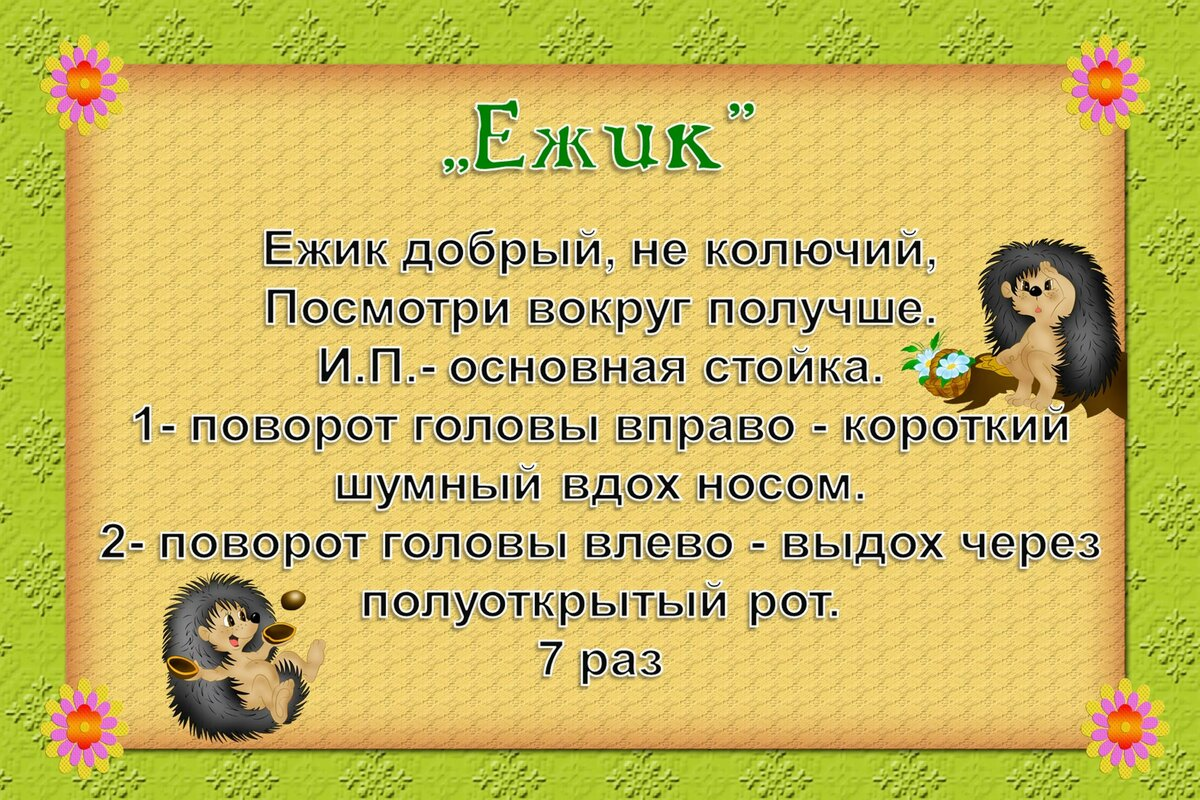 „Ежик”
Ежик добрый, не колючий,
Посмотри вокруг получше.
И.П.- основная стойка.
1- поворот головы вправо - короткий
шумный вдох носом.
2- поворот головы влево - выдох через
полуоткрытый рот.
7 раз